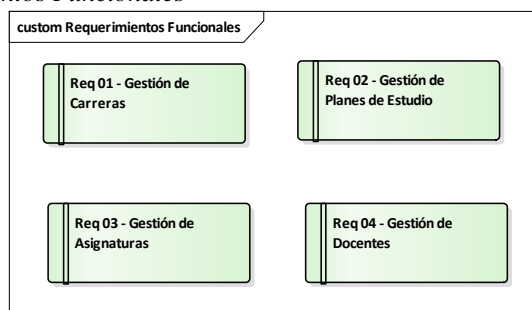 custom Requerimientos Funcionales
Req 01 - Gestión de
Carreras
Req 02 - Gestión de
Planes de Estudio
Req 03 - Gestión de
Asignaturas
Req 04 - Gestión de
Docentes